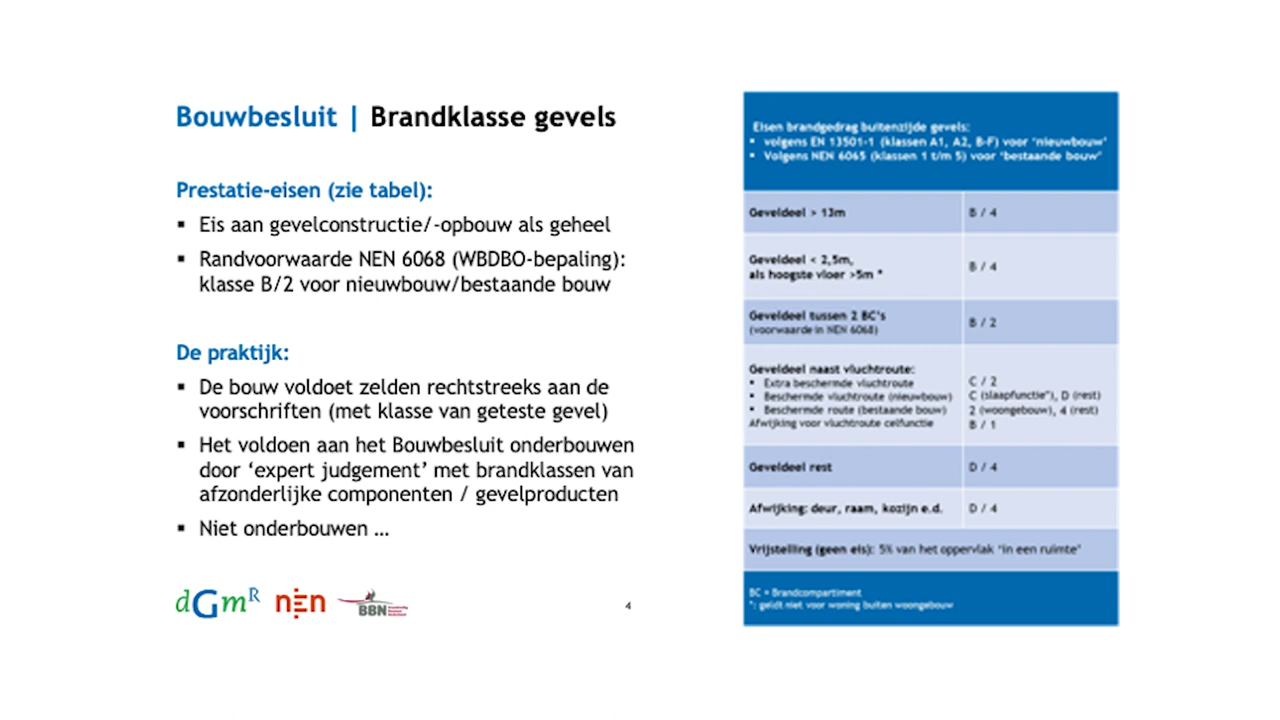 Bouwbesluit | Brandklasse gevels
Prestatie-eisen (zie tabel):
▪ Eis aan gevelconstructie/-opbouw als geheel
▪ Randvoorwaarde NEN 6068 (WBDBO-bepaling):
klasse B/2 voor nieuwbouw/bestaande bouw
De praktijk:
▪ De bouw voldoet zelden rechtstreeks aan de
voorschriften (met klasse van geteste gevel)
▪ Het voldoen aan het Bouwbesluit onderbouwen
door ‘expert judgement’ met brandklassen van
afzonderlijke componenten / gevelproducten
▪ Niet onderbouwen …
dGmR nen BBN
4
Eisen brandgedrag buitenzijde gevels:
▪ volgens EN 13501-1 (klassen A1, A2, B-F) voor ‘nieuwbouw’
▪ Volgens NEN 6065 (klassen 1 t/m 5) voor ‘bestaande bouw’
Geveldeel > 13m B / 4
Geveldeel < 2,5m,
als hoogste vloer >5m * B / 4
Geveldeel tussen 2 BC’s
(voorwaarde in NEN 6068) B / 2
Geveldeel naast vluchtroute:
▪ Extra beschermde vluchtroute C / 2
▪ Beschermde vluchtroute (nieuwbouw) C (slaapfunctie*), D (rest)
▪ Beschermde route (bestaande bouw) 2 (woongebouw), 4 (rest)
Afwijking voor vluchtroute celfunctie B / 1
Geveldeel rest D / 4
Afwijking: deur, raam, kozijn e.d. D / 4
Vrijstelling (geen eis): 5% van het oppervlak ‘in een ruimte’
BC = Brandcompartiment
*: geldt niet voor woning buiten woongebouw